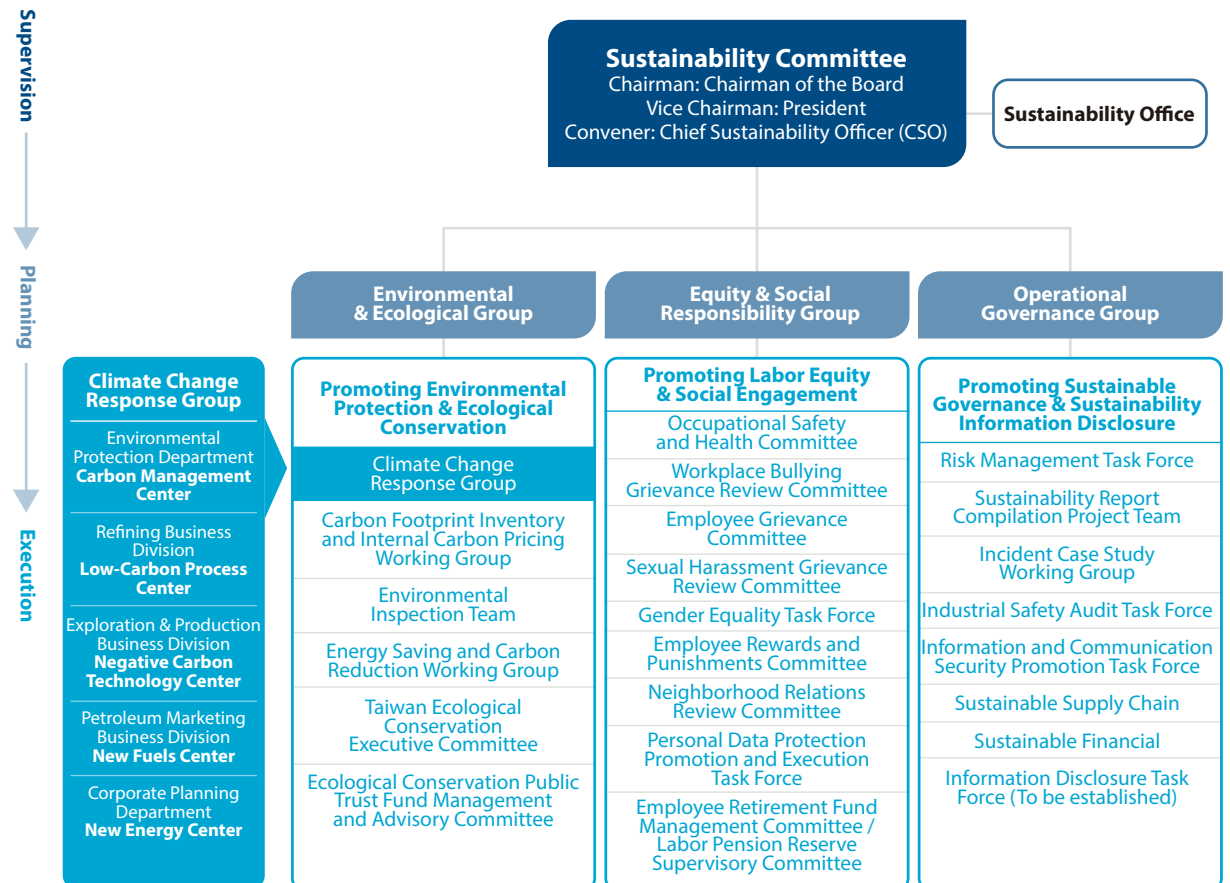 Supervision
Planning
Execution
Sustainability Committee
Chairman: Chairman of the Board
Vice Chairman: President
Convener: Chief Sustainability Officer (CSO)
Sustainability Office
Environmental
& Ecological Group
Equity & Social
Responsibility Group
Operational
Governance Group
Climate Change
Response Group
Environmental
Protection Department
Carbon Management
Center
Refining Business
Division
Low-Carbon Process
Center
Exploration & Production
Business Division
Negative Carbon
Technology Center
Petroleum Marketing
Business Division
New Fuels Center
Corporate Planning
Department
New Energy Center
Promoting Environmental
Protection & Ecological
Conservation
Climate Change
Response Group
Carbon Footprint Inventory
and Internal Carbon Pricing
Working Group
Environmental
Inspection Team
Energy Saving and Carbon
Reduction Working Group
Taiwan Ecological
Conservation
Executive Committee
Ecological Conservation Public
Trust Fund Management
and Advisory Committee
Promoting Labor Equity
& Social Engagement
Occupational Safety
and Health Committee
Workplace Bullying
Grievance Review Committee
Employee Grievance
Committee
Sexual Harassment Grievance
Review Committee
Gender Equality Task Force
Employee Rewards and
Punishments Committee
Neighborhood Relations
Review Committee
Personal Data Protection
Promotion and Execution
Task Force
Employee Retirement Fund
Management Committee /
Labor Pension Reserve
Supervisory Committee
Promoting Sustainable
Governance & Sustainability
Information Disclosure
Risk Management Task Force
Sustainability Report
Compilation Project Team
Incident Case Study
Working Group
Industrial Safety Audit Task Force
Information and Communication
Security Promotion Task Force
Sustainable Supply Chain
Sustainable Financial
Information Disclosure Task
Force (To be established)